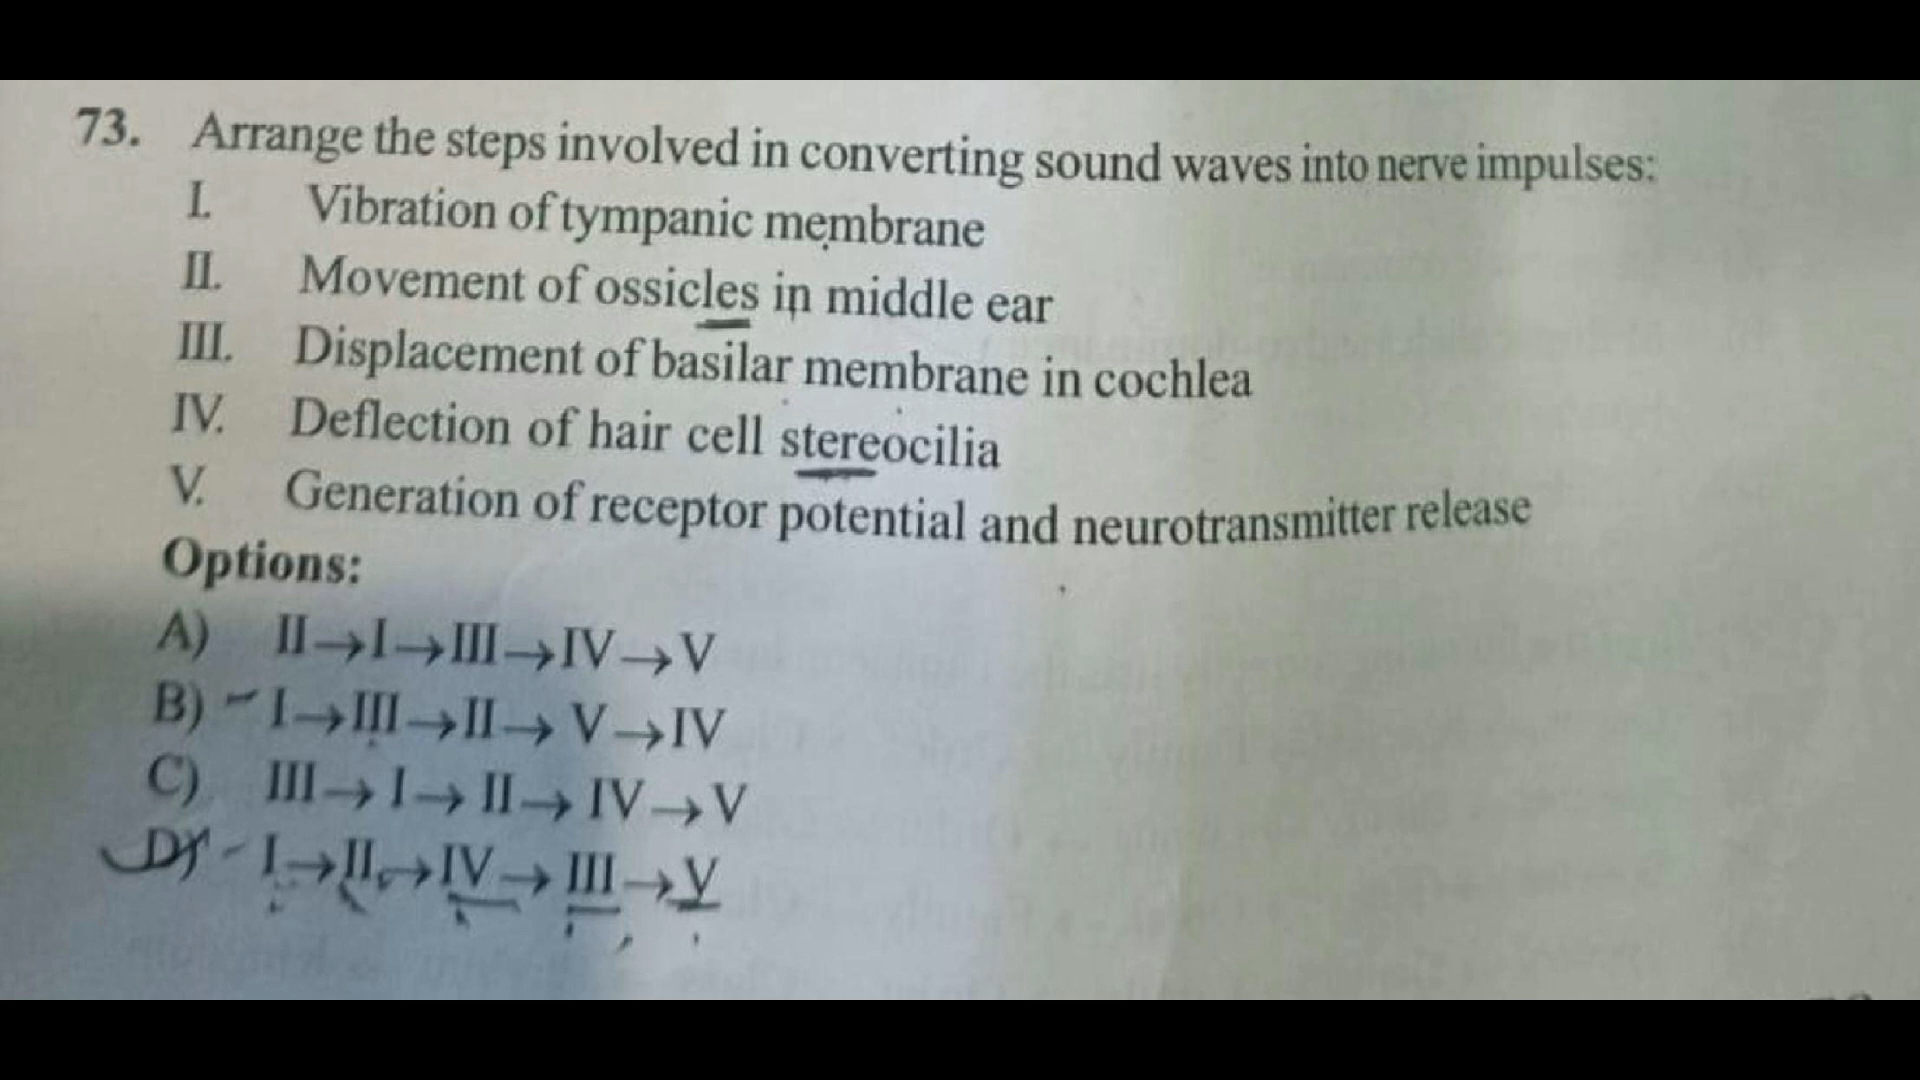 73. Arrange the steps involved in converting sound waves into nerve impulses:
I. Vibration of tympanic membrane
II. Movement of ossicles in middle ear
III. Displacement of basilar membrane in cochlea
IV. Deflection of hair cell stereocilia
V. Generation of receptor potential and neurotransmitter release
Options:
A) II→I→III→IV→V
B) I→III→II→V→IV
C) III→I→II→IV→V
D) I→II→IV→III→V